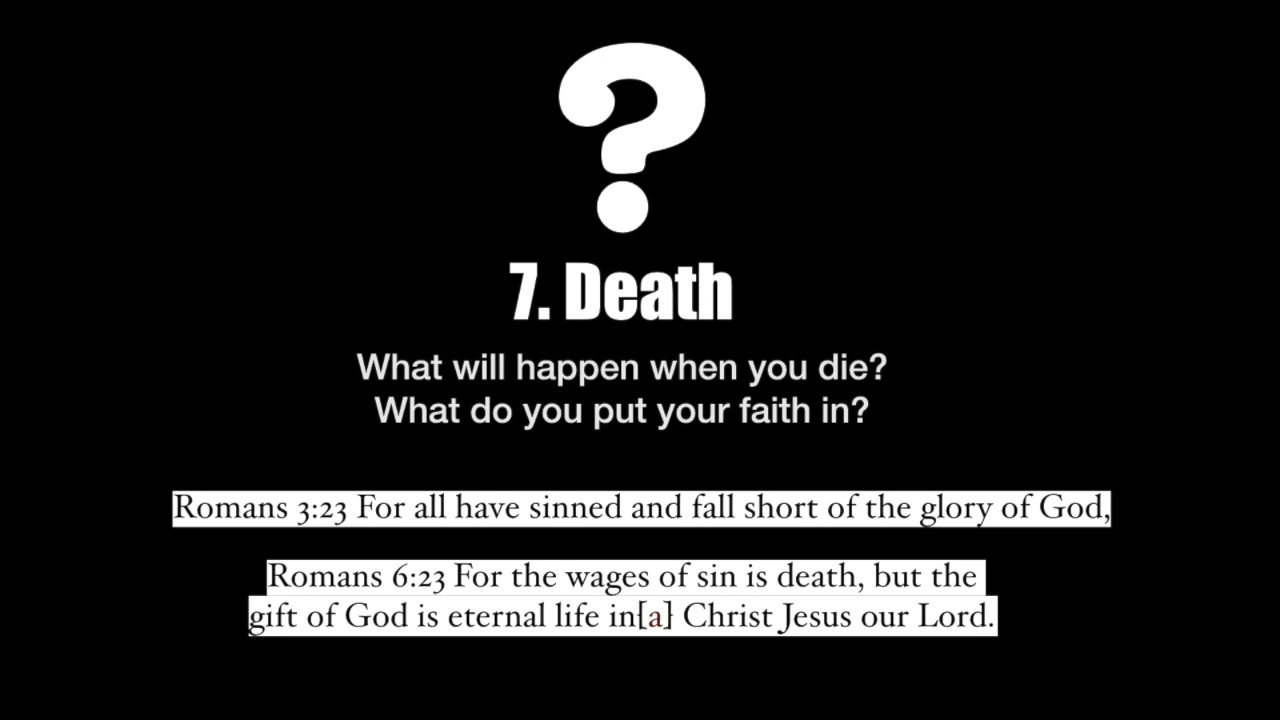 ?
7. Death
What will happen when you die?
What do you put your faith in?
Romans 3:23 For all have sinned and fall short of the glory of God,
Romans 6:23 For the wages of sin is death, but the
gift of God is eternal life in[a] Christ Jesus our Lord.